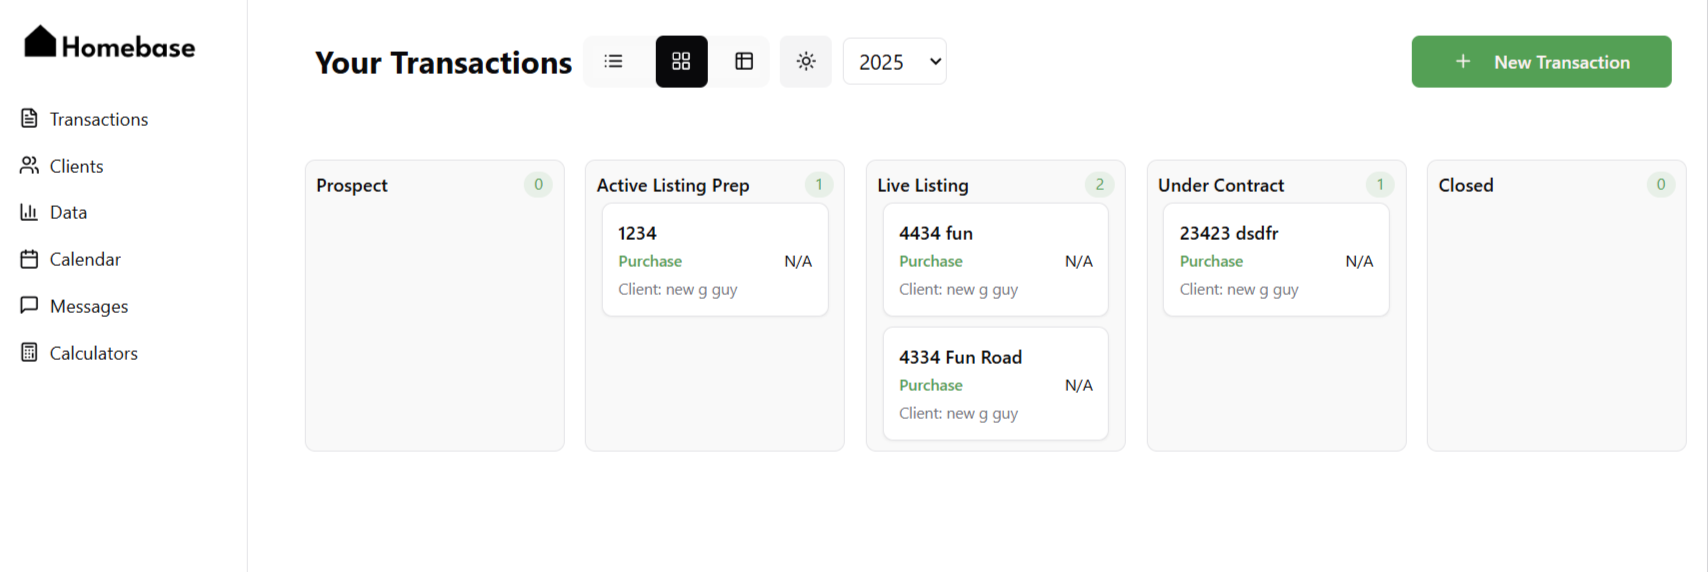 Homebase
Transactions
Clients
Data
Calendar
Messages
Calculators
Your Transactions
2025
New Transaction
Prospect 0
Active Listing Prep 1
1234
Purchase N/A
Client: new g guy
Live Listing 2
4434 fun
Purchase N/A
Client: new g guy
4334 Fun Road
Purchase N/A
Client: new g guy
Under Contract 1
23423 dsdfr
Purchase N/A
Client: new g guy
Closed 0